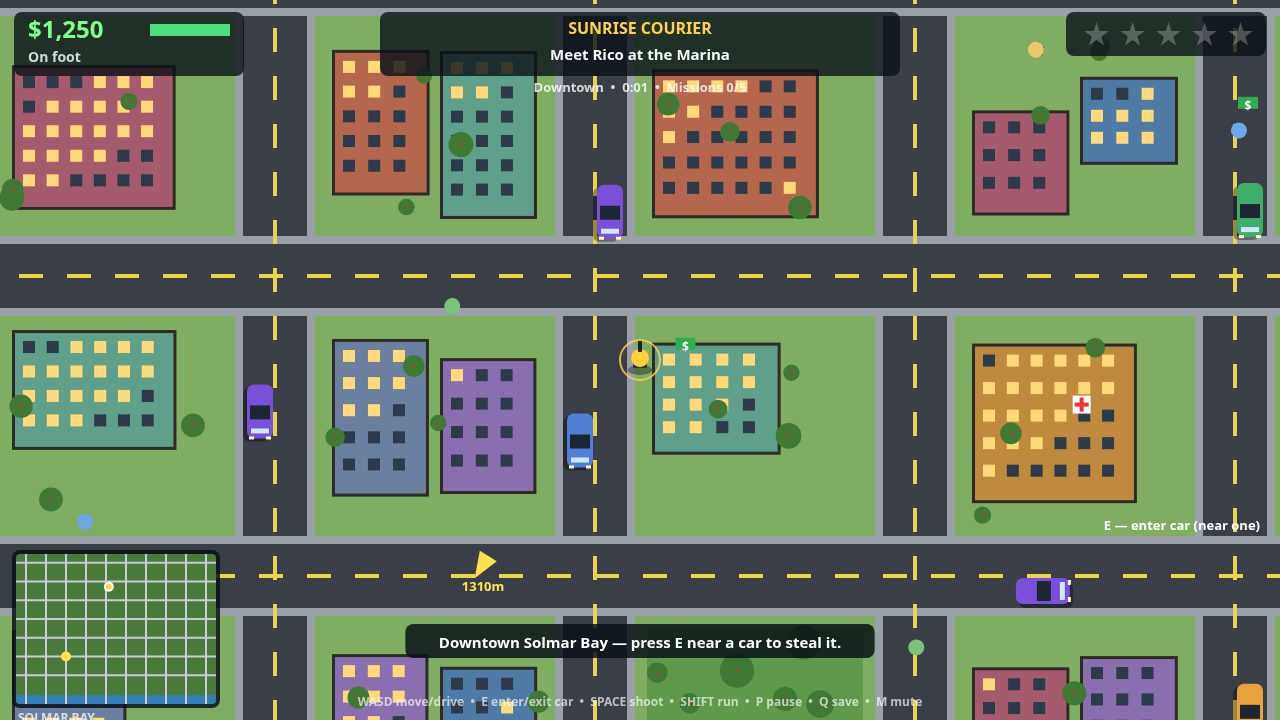 $1,250
On foot
SUNRISE COURIER
Meet Rico at the Marina
Downtown • 0:01 • Missions 0/5
$
$
E — enter car (near one)
1310m
Downtown Solmar Bay — press E near a car to steal it.
WASD move/drive • E enter/exit car • SPACE shoot • SHIFT run • P pause • Q save • M mute
SOLMAR BAY